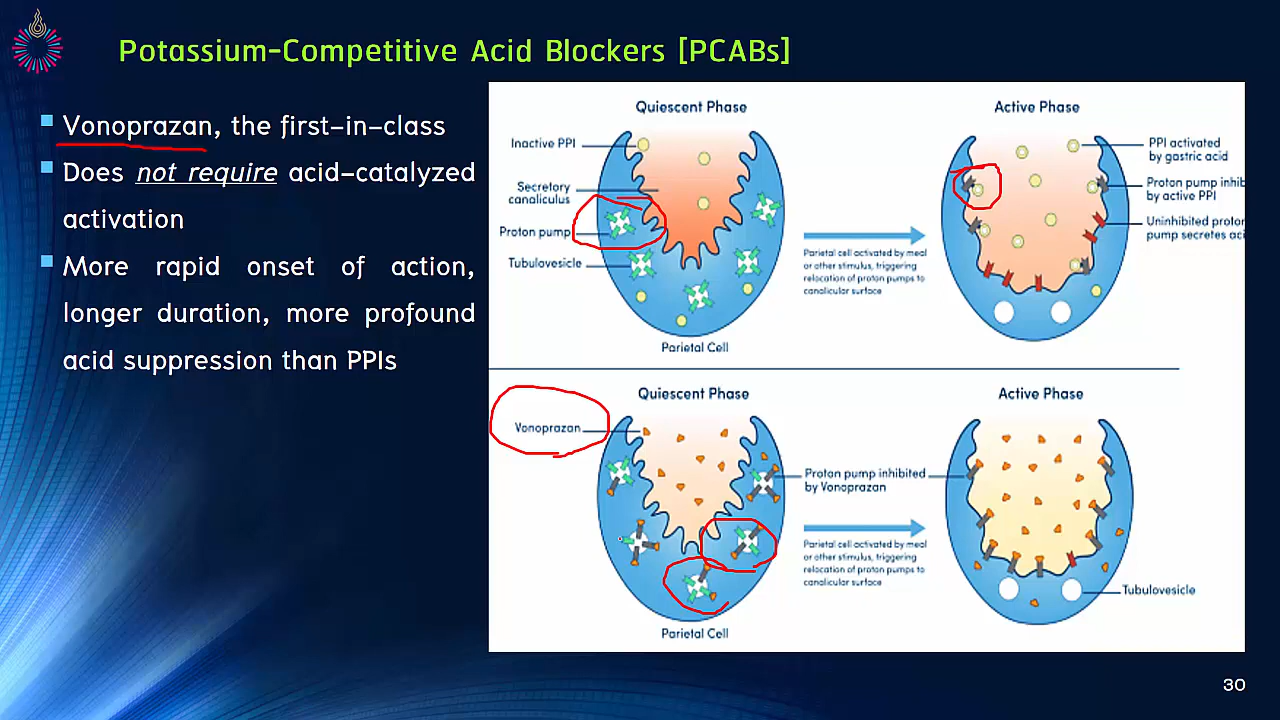 Potassium-Competitive Acid Blockers [PCABs]
Vonoprazan, the first-in-class
Does not require acid-catalyzed
activation
More rapid onset of action,
longer duration, more profound
acid suppression than PPIs
Quiescent Phase
Inactive PPI
Secretory
canaliculus
Proton pump
Tubulovesicle
Parietal Cell
Parietal cell activated by meal
or other stimulus, triggering
relocation of proton pumps to
canalicular surface
Active Phase
PPI activated
by gastric acid
Proton pump inhib
by active PPI
Uninhibited proton
pump secretes aci
Quiescent Phase
Vonoprazan
Proton pump inhibited
by Vonoprazan
Parietal Cell
Parietal cell activated by meal
or other stimulus, triggering
relocation of proton pumps to
canalicular surface
Active Phase
Tubulovesicle
30